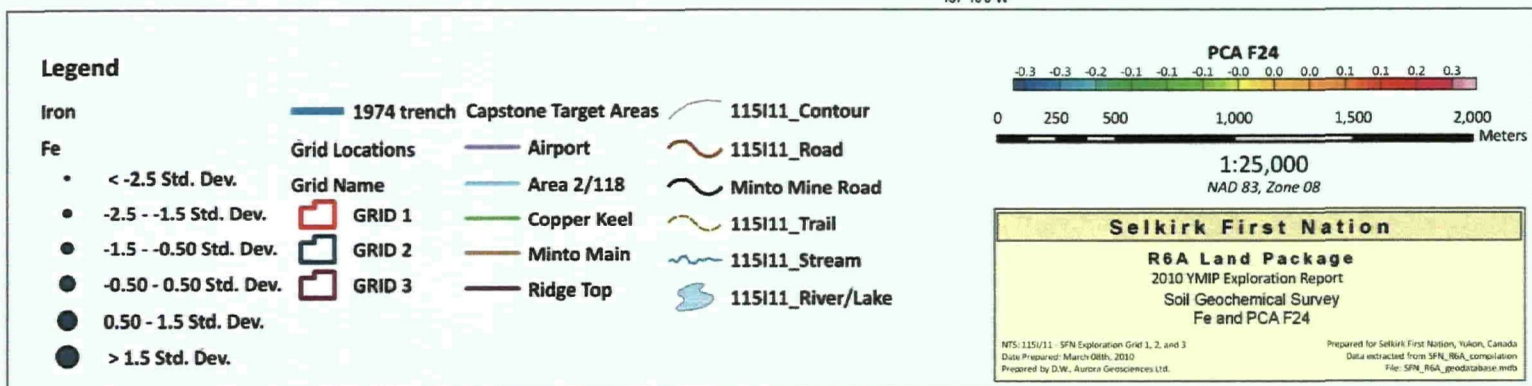 Legend
Iron
Fe
< -2.5 Std. Dev.
-2.5 - -1.5 Std. Dev.
-1.5 - -0.50 Std. Dev.
-0.50 - 0.50 Std. Dev.
0.50 - 1.5 Std. Dev.
> 1.5 Std. Dev.
1974 trench
Grid Locations
Grid Name
GRID 1
GRID 2
GRID 3
Capstone Target Areas
Airport
Area 2/118
Copper Keel
Minto Main
Ridge Top
115I11_Contour
115I11_Road
Minto Mine Road
115I11_Trail
115I11_Stream
115I11_River/Lake
PCA F24
-0.3 -0.3 -0.2 -0.1 -0.1 -0.1 -0.0 0.0 0.0 0.1 0.1 0.2 0.3
0 250 500 1,000 1,500 2,000
Meters
1:25,000
NAD 83, Zone 08
Selkirk First Nation
R6A Land Package
2010 YMIP Exploration Report
Soil Geochemical Survey
Fe and PCA F24
NTS: 115I/11 - SFN Exploration Grid 1, 2, and 3
Date Prepared: March 08th, 2010
Prepared by D.W., Aurora Geosciences Ltd.
Prepared for Selkirk First Nation, Yukon, Canada
Data extracted from SFN_R6A_compilation
File: SFN_R6A_geodatabase.mdb